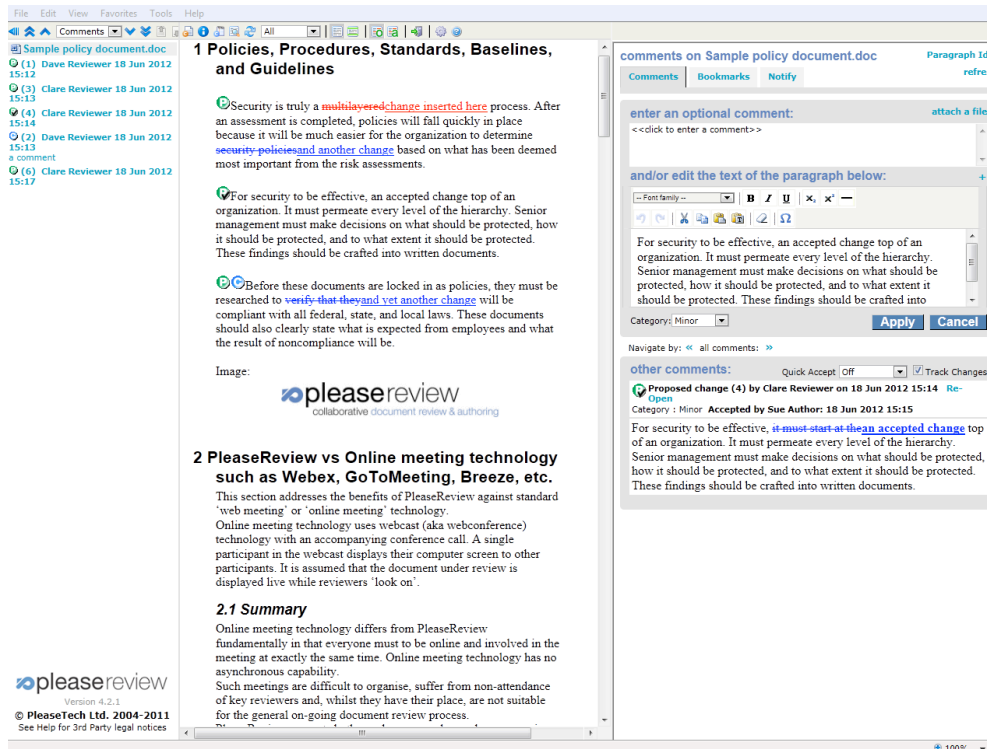 File Edit View Favorites Tools Help
Comments All
Sample policy document.doc
(1) Dave Reviewer 18 Jun 2012
15:12
(3) Clare Reviewer 18 Jun 2012
15:13
(4) Clare Reviewer 18 Jun 2012
15:14
(2) Dave Reviewer 18 Jun 2012
15:13
a comment
(6) Clare Reviewer 18 Jun 2012
15:17
pleasereview
Version 4.2.1
© PleaseTech Ltd. 2004-2011
See Help for 3rd Party legal notices
1 Policies, Procedures, Standards, Baselines,
and Guidelines
Security is truly a multilayeredchange inserted here process. After
an assessment is completed, policies will fall quickly in place
because it will be much easier for the organization to determine
security policiesand another change based on what has been deemed
most important from the risk assessments.
For security to be effective, an accepted change top of an
organization. It must permeate every level of the hierarchy. Senior
management must make decisions on what should be protected, how
it should be protected, and to what extent it should be protected.
These findings should be crafted into written documents.
Before these documents are locked in as policies, they must be
researched to verify that theyand yet another change will be
compliant with all federal, state, and local laws. These documents
should also clearly state what is expected from employees and what
the result of noncompliance will be.
Image:
pleasereview
collaborative document review & authoring
2 PleaseReview vs Online meeting technology
such as Webex, GoToMeeting, Breeze, etc.
This section addresses the benefits of PleaseReview against standard
‘web meeting’ or ‘online meeting’ technology.
Online meeting technology uses webcast (aka webconference)
technology with an accompanying conference call. A single
participant in the webcast displays their computer screen to other
participants. It is assumed that the document under review is
displayed live while reviewers ‘look on’.
2.1 Summary
Online meeting technology differs from PleaseReview
fundamentally in that everyone must to be online and involved in the
meeting at exactly the same time. Online meeting technology has no
asynchronous capability.
Such meetings are difficult to organise, suffer from non-attendance
of key reviewers and, whilst they have their place, are not suitable
for the general on-going document review process.
comments on Sample policy document.doc Paragraph Id
Comments Bookmarks Notify refre
enter an optional comment: attach a file
<<click to enter a comment>>
and/or edit the text of the paragraph below: +
-- Font family -- B I U x₂ x² —
Ω
For security to be effective, an accepted change top of an
organization. It must permeate every level of the hierarchy.
Senior management must make decisions on what should be
protected, how it should be protected, and to what extent it
should be protected. These findings should be crafted into
Category: Minor Apply Cancel
Navigate by: « all comments: »
other comments: Quick Accept Off Track Changes
Proposed change (4) by Clare Reviewer on 18 Jun 2012 15:14 Re-
Open
Category : Minor Accepted by Sue Author: 18 Jun 2012 15:15
For security to be effective, it must start at thean accepted change top
of an organization. It must permeate every level of the hierarchy.
Senior management must make decisions on what should be protected,
how it should be protected, and to what extent it should be protected.
These findings should be crafted into written documents.
100%